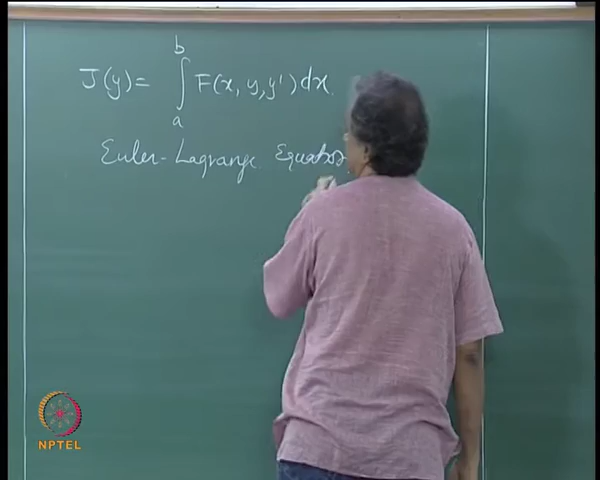 J(y) = ∫_a^b F(x, y, y') dx.
Euler-Lagrange Equation
NPTEL